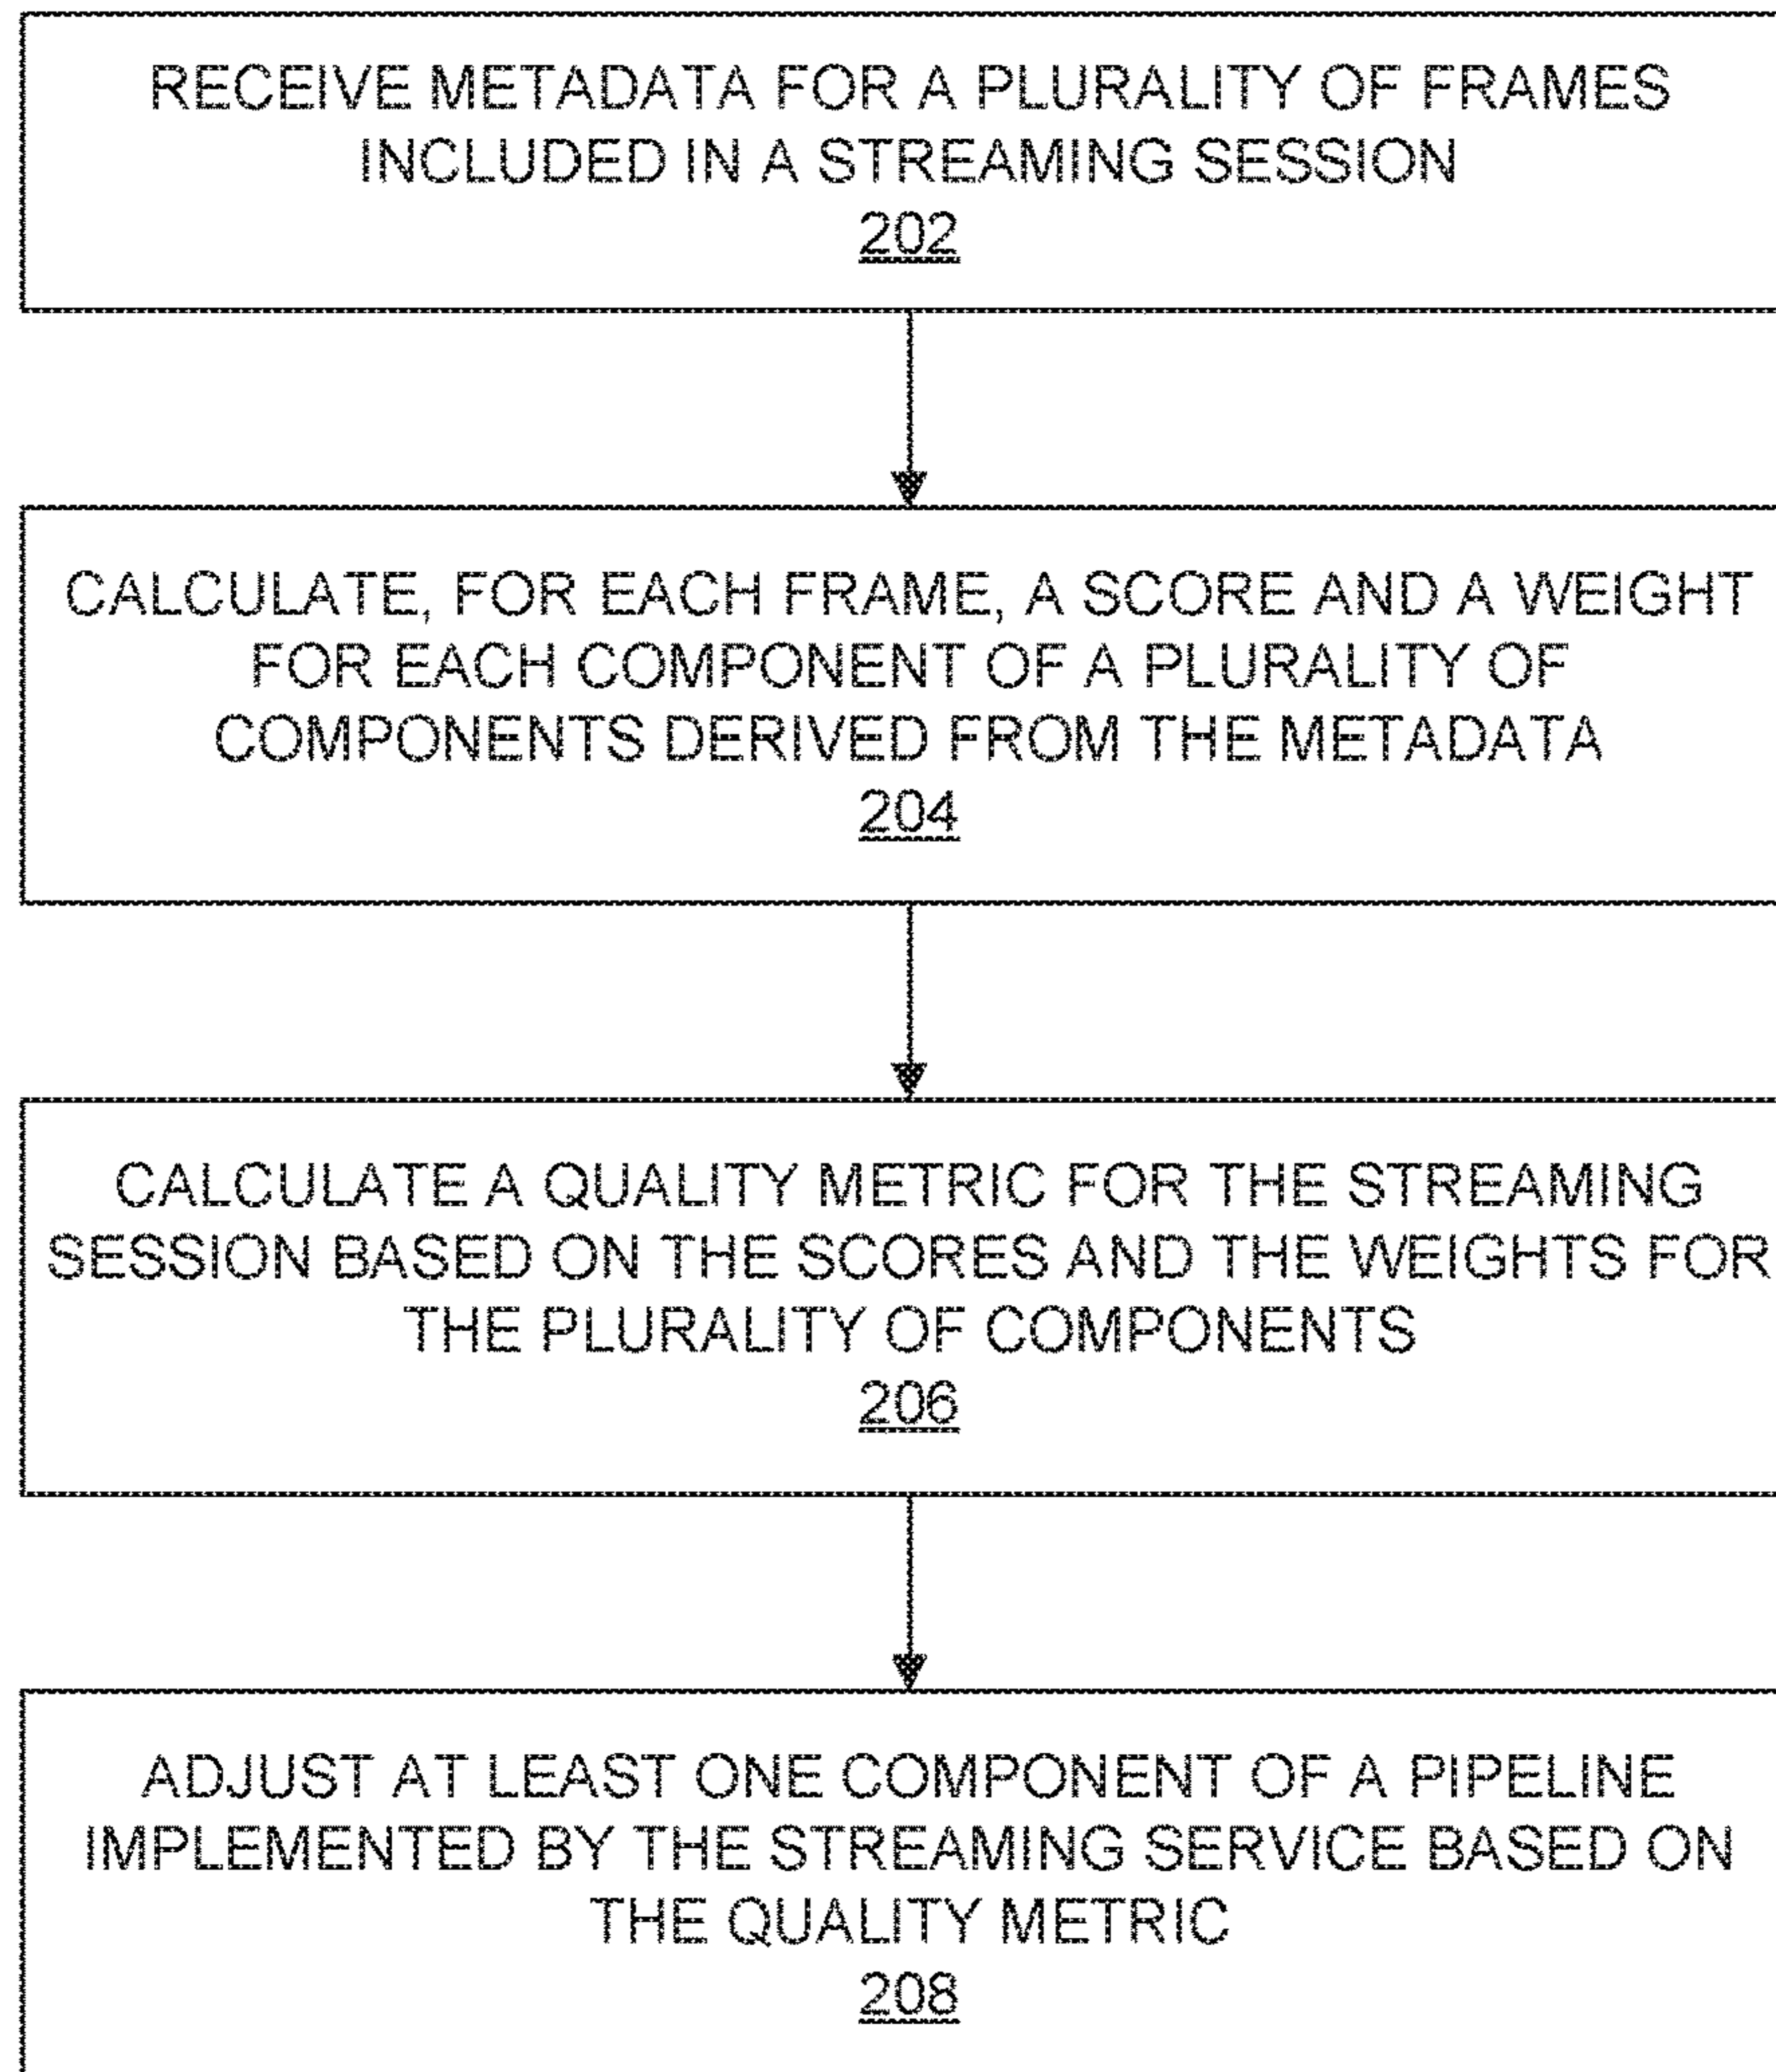 RECEIVE METADATA FOR A PLURALITY OF FRAMES
INCLUDED IN A STREAMING SESSION
202
CALCULATE, FOR EACH FRAME, A SCORE AND A WEIGHT
FOR EACH COMPONENT OF A PLURALITY OF
COMPONENTS DERIVED FROM THE METADATA
204
CALCULATE A QUALITY METRIC FOR THE STREAMING
SESSION BASED ON THE SCORES AND THE WEIGHTS FOR
THE PLURALITY OF COMPONENTS
206
ADJUST AT LEAST ONE COMPONENT OF A PIPELINE
IMPLEMENTED BY THE STREAMING SERVICE BASED ON
THE QUALITY METRIC
208